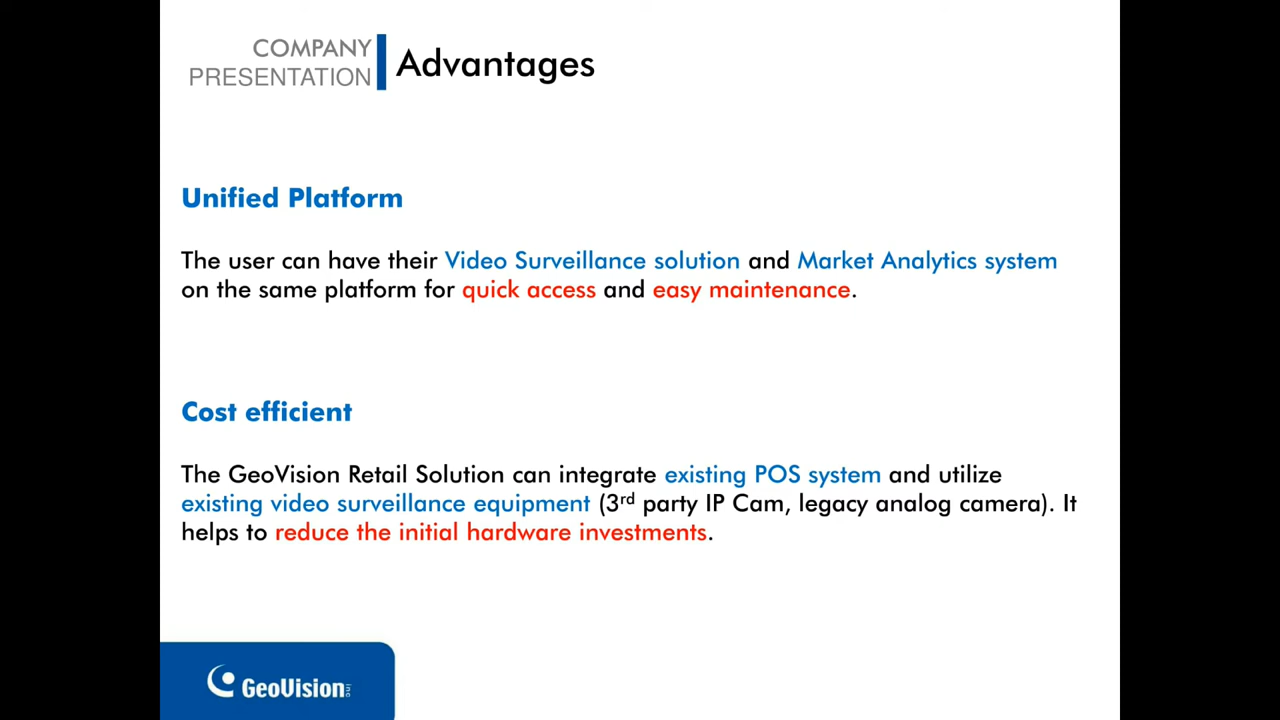 COMPANY
PRESENTATION
Advantages
Unified Platform
The user can have their Video Surveillance solution and Market Analytics system
on the same platform for quick access and easy maintenance.
Cost efficient
The GeoVision Retail Solution can integrate existing POS system and utilize
existing video surveillance equipment (3rd party IP Cam, legacy analog camera). It
helps to reduce the initial hardware investments.
GeoVision inc